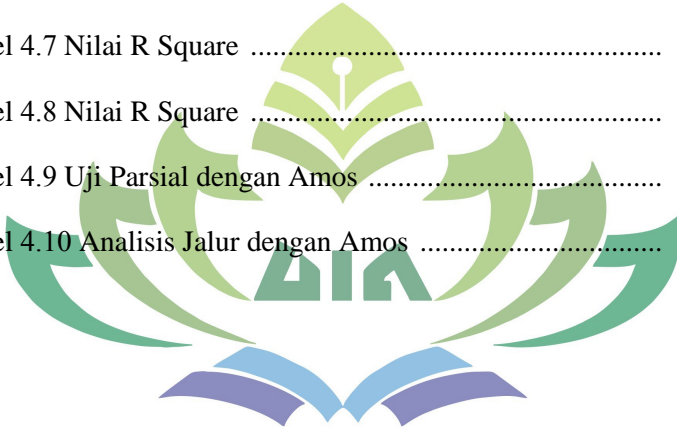 el 4.7 Nilai R Square ........................................................
el 4.8 Nilai R Square ........................................................
el 4.9 Uji Parsial dengan Amos ........................................
el 4.10 Analisis Jalur dengan Amos .................................